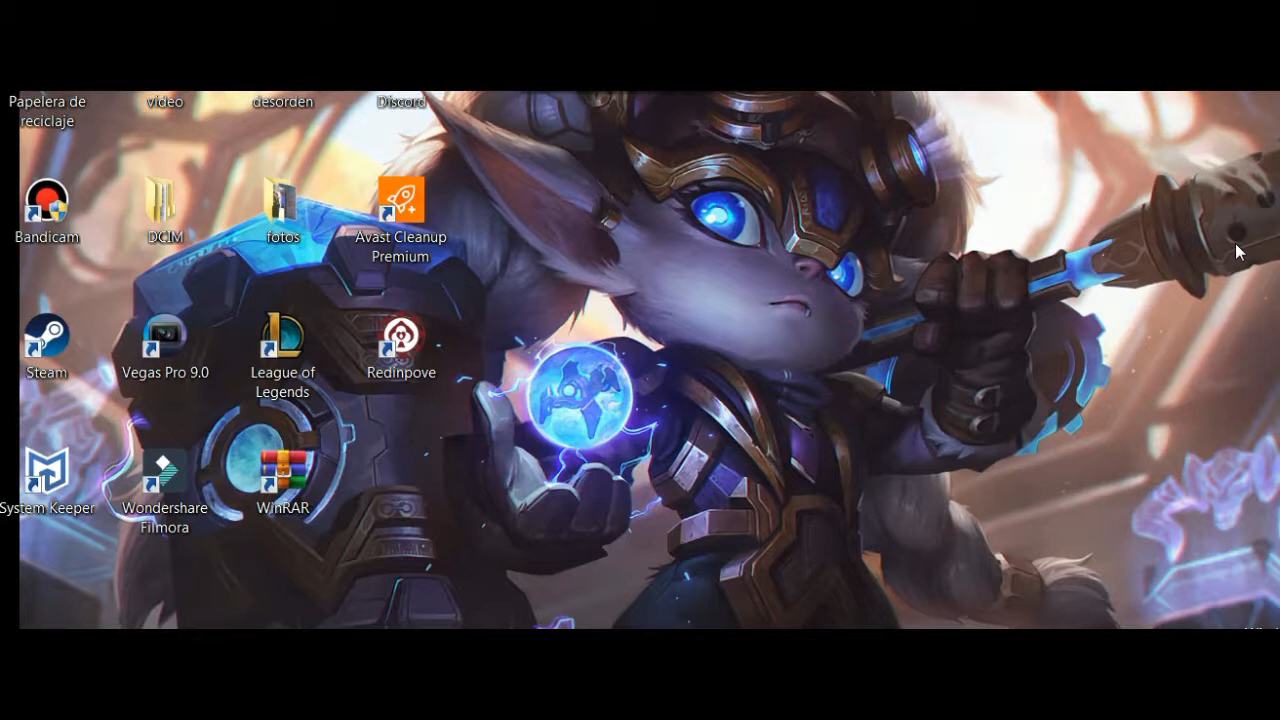 Papelera de
reciclaje
video
desorden
Discord
Bandicam
DCIM
fotos
Avast Cleanup
Premium
Steam
Vegas Pro 9.0
League of
Legends
Redinpove
System Keeper
Wondershare
Filmora
WinRAR